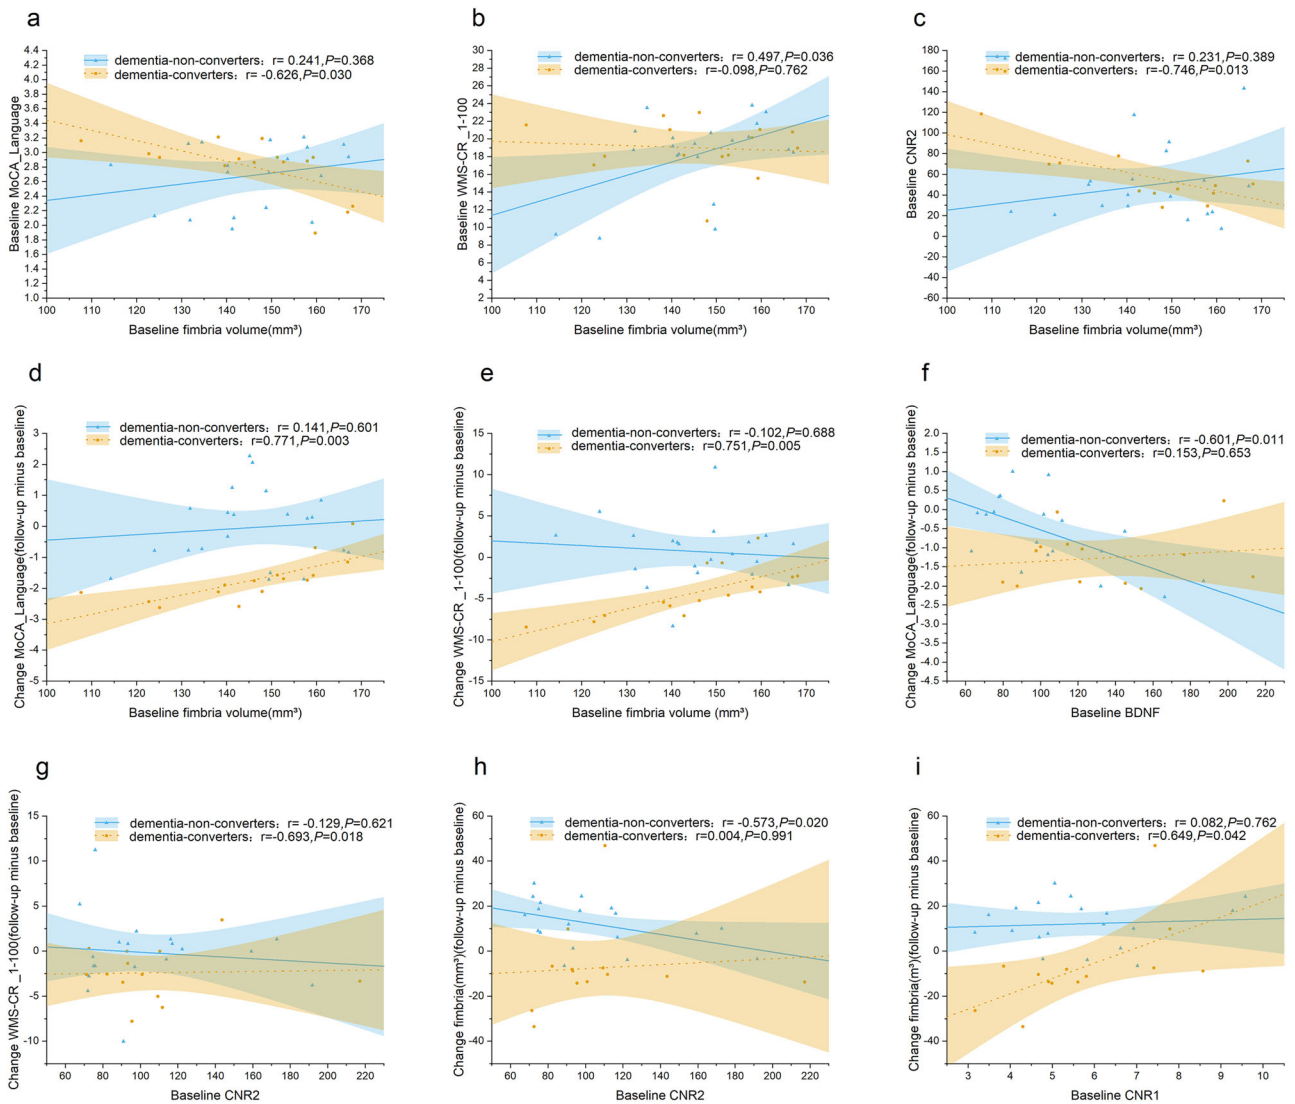 a
dementia-non-converters：r= 0.241,P=0.368
dementia-converters：r= -0.626,P=0.030
Baseline MoCA_Language
4.4
4.2
4.0
3.8
3.6
3.4
3.2
3.0
2.8
2.6
2.4
2.2
2.0
1.8
1.6
1.4
1.2
1.0
100 110 120 130 140 150 160 170
Baseline fimbria volume(mm³)
b
dementia-non-converters：r= 0.497,P=0.036
dementia-converters：r=-0.098,P=0.762
Baseline WMS-CR_1-100
30
28
26
24
22
20
18
16
14
12
10
8
6
4
2
100 110 120 130 140 150 160 170
Baseline fimbria volume(mm³)
c
dementia-non-converters：r= 0.231,P=0.389
dementia-converters：r=-0.746,P=0.013
Baseline CNR2
180
160
140
120
100
80
60
40
20
0
-20
-40
-60
100 110 120 130 140 150 160 170
Baseline fimbria volume(mm³)
d
dementia-non-converters：r= 0.141,P=0.601
dementia-converters：r=0.771,P=0.003
Change MoCA_Language(follow-up minus baseline)
3
2
1
0
-1
-2
-3
-4
-5
100 110 120 130 140 150 160 170
Baseline fimbria volume(mm³)
e
dementia-non-converters：r= -0.102,P=0.688
dementia-converters：r=0.751,P=0.005
Change WMS-CR_1-100(follow-up minus baseline)
15
10
5
0
-5
-10
-15
100 110 120 130 140 150 160 170
Baseline fimbria volume (mm³)
f
dementia-non-converters：r= -0.601,P=0.011
dementia-converters：r=0.153,P=0.653
Change MoCA_Language(follow-up minus baseline)
2.0
1.5
1.0
0.5
0.0
-0.5
-1.0
-1.5
-2.0
-2.5
-3.0
-3.5
-4.0
-4.5
60 80 100 120 140 160 180 200 220
Baseline BDNF
g
dementia-non-converters：r= -0.129,P=0.621
dementia-converters：r=-0.693,P=0.018
Change WMS-CR_1-100(follow-up minus baseline)
15
10
5
0
-5
-10
60 80 100 120 140 160 180 200 220
Baseline CNR2
h
dementia-non-converters：r= -0.573,P=0.020
dementia-converters：r=0.004,P=0.991
Change fimbria(mm³)(follow-up minus baseline)
60
40
20
0
-20
-40
60 80 100 120 140 160 180 200 220
Baseline CNR2
i
dementia-non-converters：r= 0.082,P=0.762
dementia-converters：r=0.649,P=0.042
Change fimbria(m³)(follow-up minus baseline)
60
40
20
0
-20
-40
3 4 5 6 7 8 9 10
Baseline CNR1